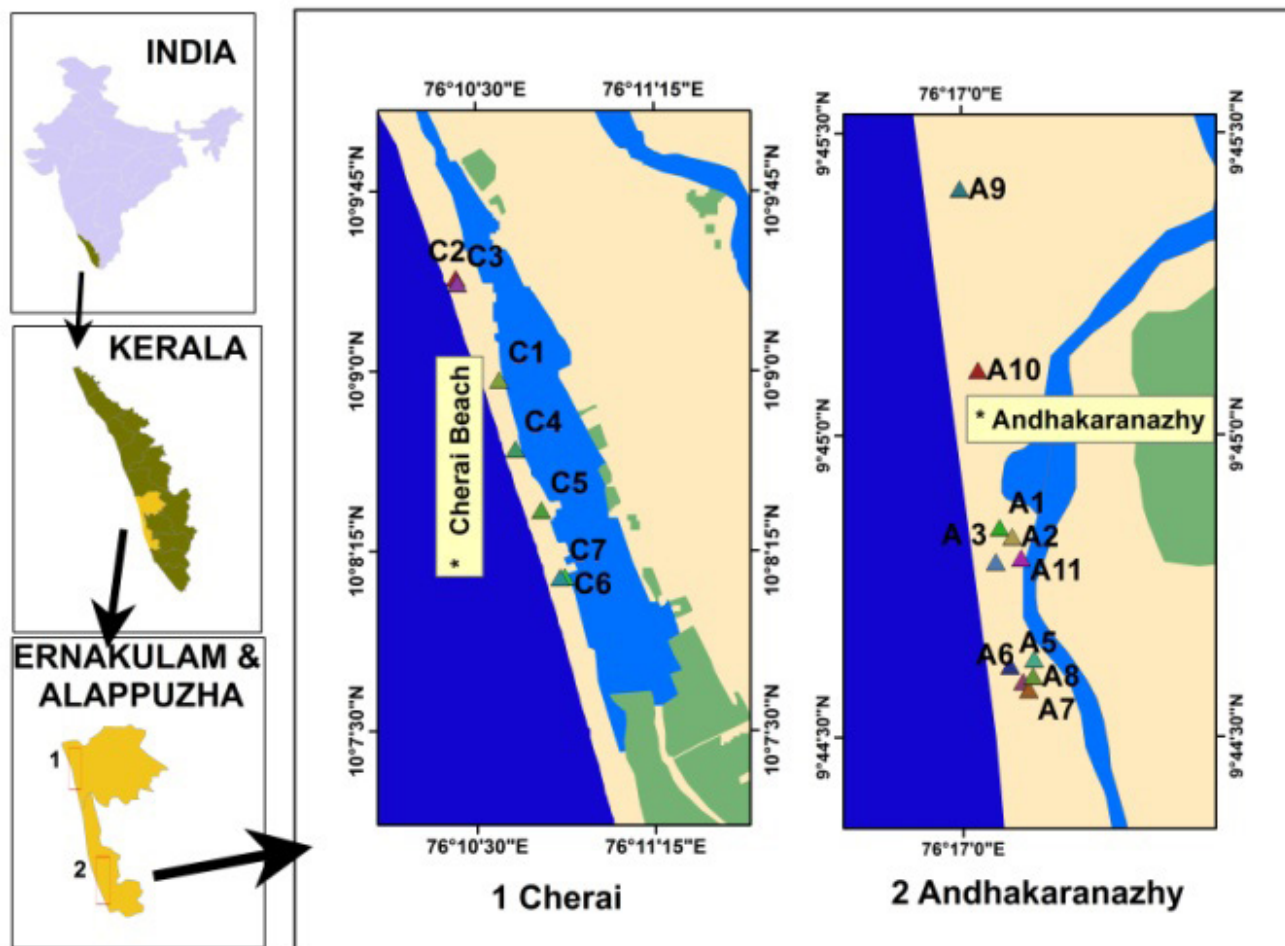 INDIA
KERALA
ERNAKULAM &
ALAPPUZHA
1
2
76°10'30"E
76°11'15"E
10°9'45"N
10°9'0"N
10°8'15"N
10°7'30"N
10°9'45"N
10°9'0"N
10°8'15"N
10°7'30"N
C2
C3
C1
C4
C5
C7
C6
* Cherai Beach
76°10'30"E
76°11'15"E
1 Cherai
76°17'0"E
9°45'30"N
9°45'0"N
9°44'30"N
9°45'30"N
9°45'0"N
9°44'30"N
A9
A10
* Andhakaranazhy
A1
A 3
A2
A11
A5
A6
A8
A7
76°17'0"E
2 Andhakaranazhy